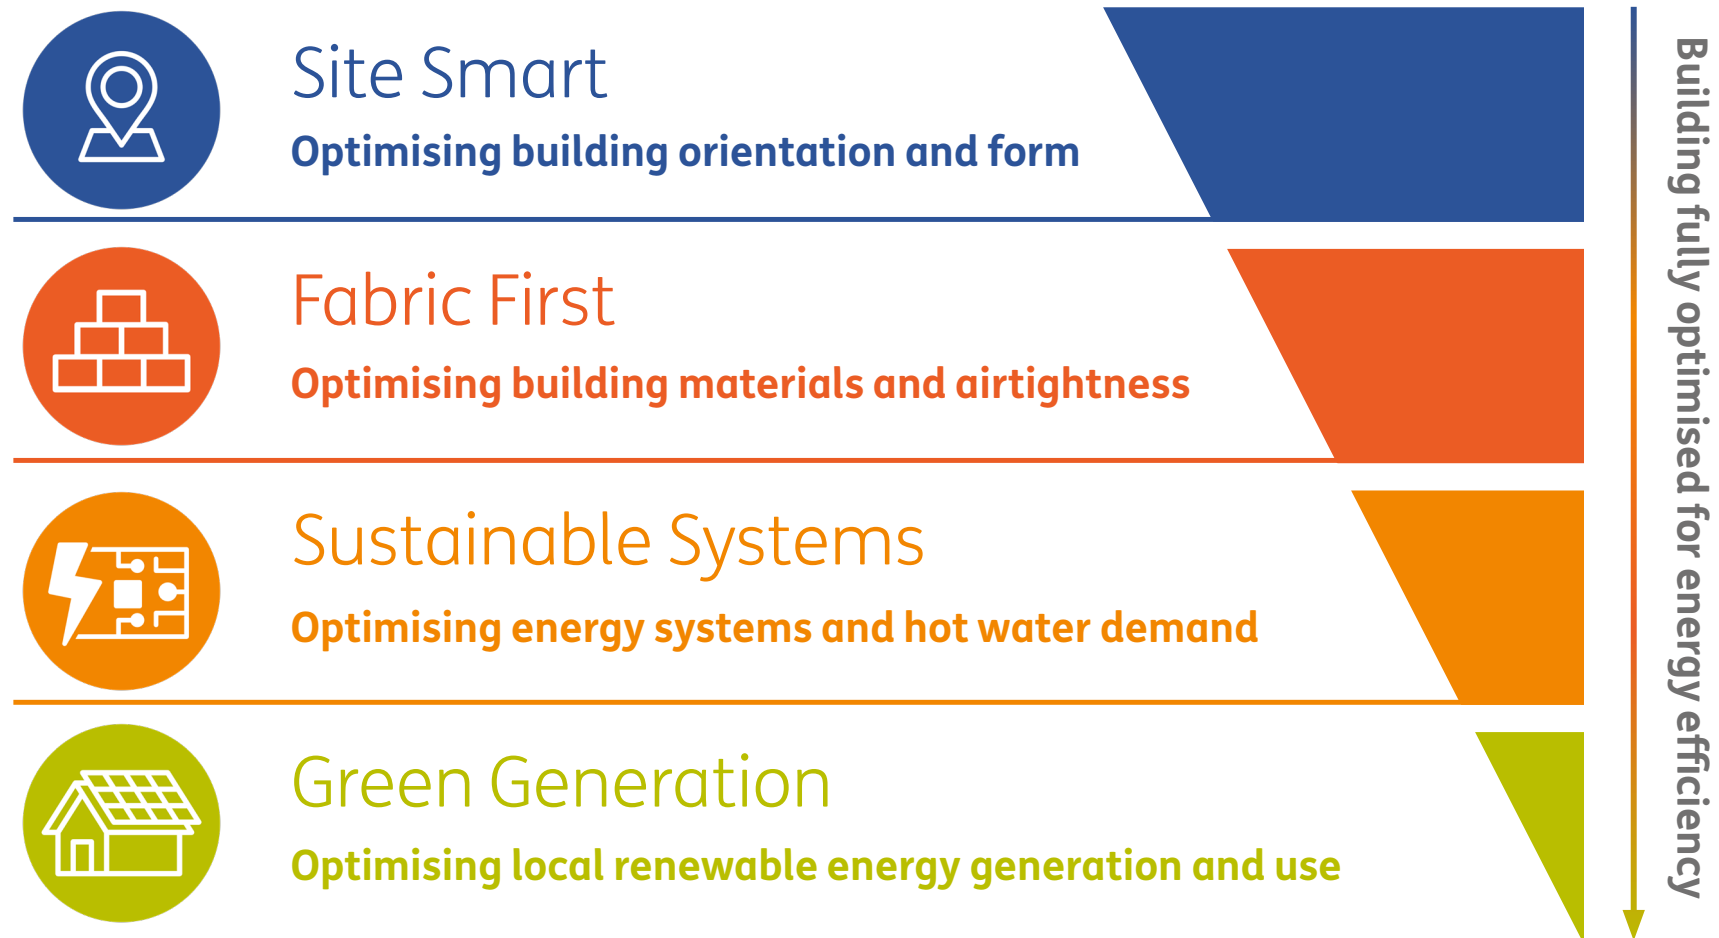 Site Smart
Optimising building orientation and form
Fabric First
Optimising building materials and airtightness
Sustainable Systems
Optimising energy systems and hot water demand
Green Generation
Optimising local renewable energy generation and use
Building fully optimised for energy efficiency